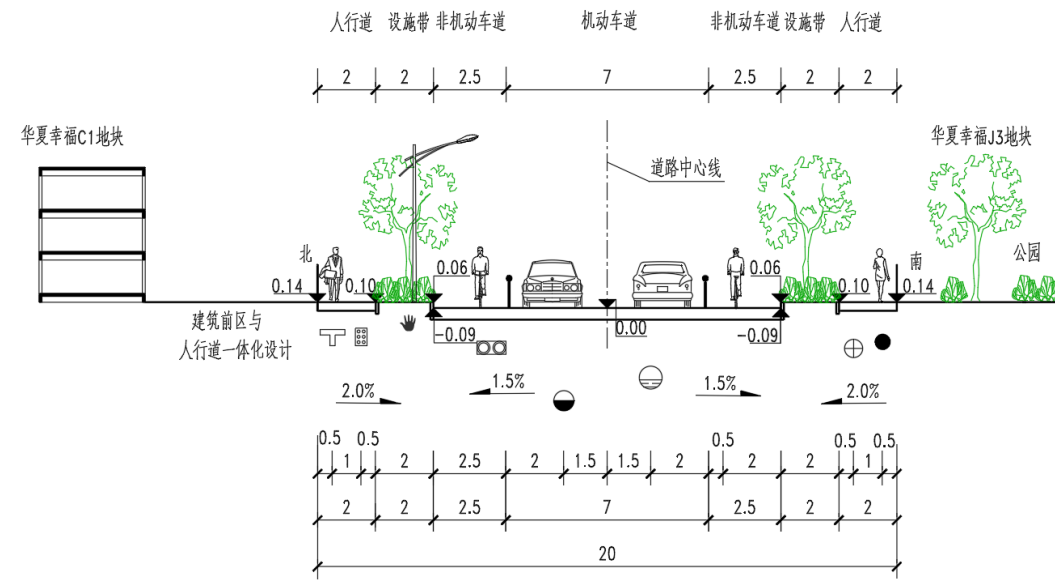 人行道 设施带 非机动车道 机动车道 非机动车道 设施带 人行道
2 2 2.5 7 2.5 2 2
华夏幸福C1地块
华夏幸福J3地块
道路中心线
北
南
公园
0.14 0.10 0.06 0.06 0.10 0.14
-0.09 0.00 -0.09
建筑前区与
人行道一体化设计
2.0% 1.5% 1.5% 2.0%
0.5 0.5 0.5 0.5 0.5
1 2 2.5 2 1.5 1.5 2 2 2 1
2 2 2.5 7 2.5 2 2
20